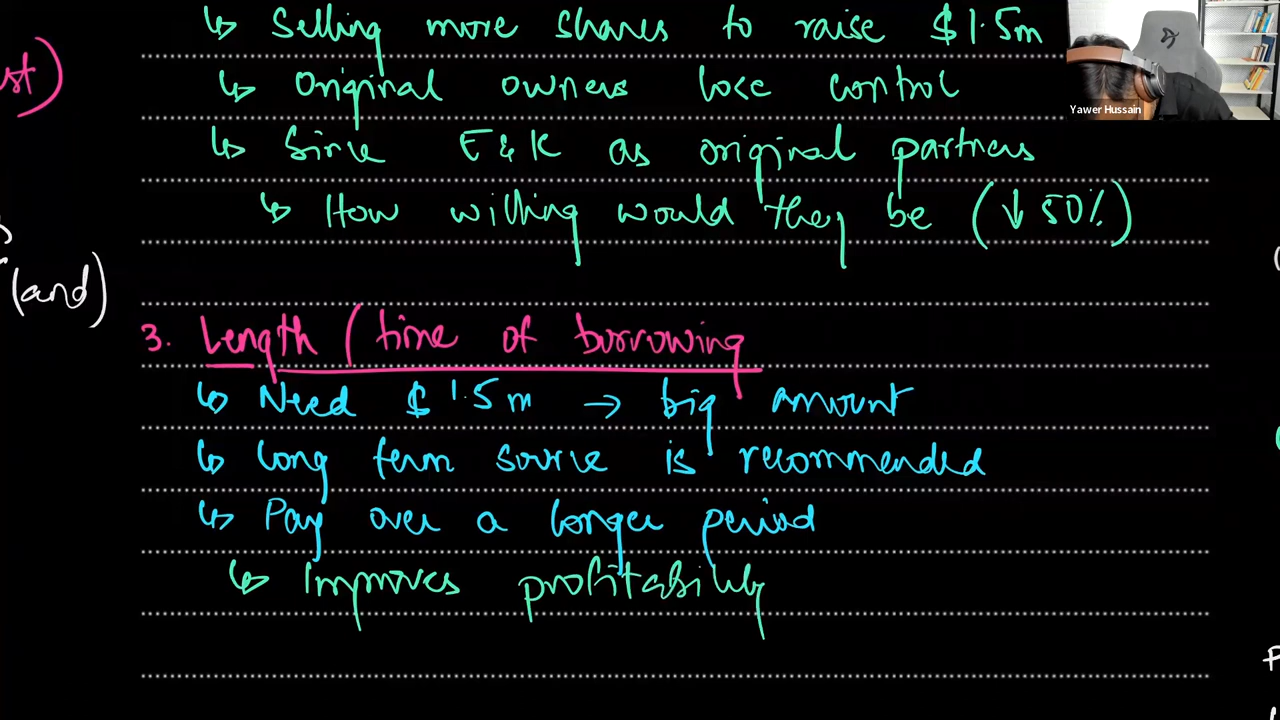 ↳ Selling more shares to raise $1.5m
st)
↳ Original owners lose control
Yawer Hussain
↳ Since E&K as original partners
↳ How willing would they be (↓ 50%)
(and)
3. Length / time of borrowing
↳ Need $1.5m → big amount
↳ Long term source is recommended
↳ Pay over a longer period
↳ Improves profitability